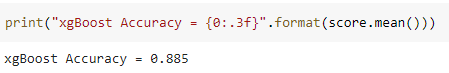 print("xgBoost Accuracy = {0:.3f}".format(score.mean()))
xgBoost Accuracy = 0.885